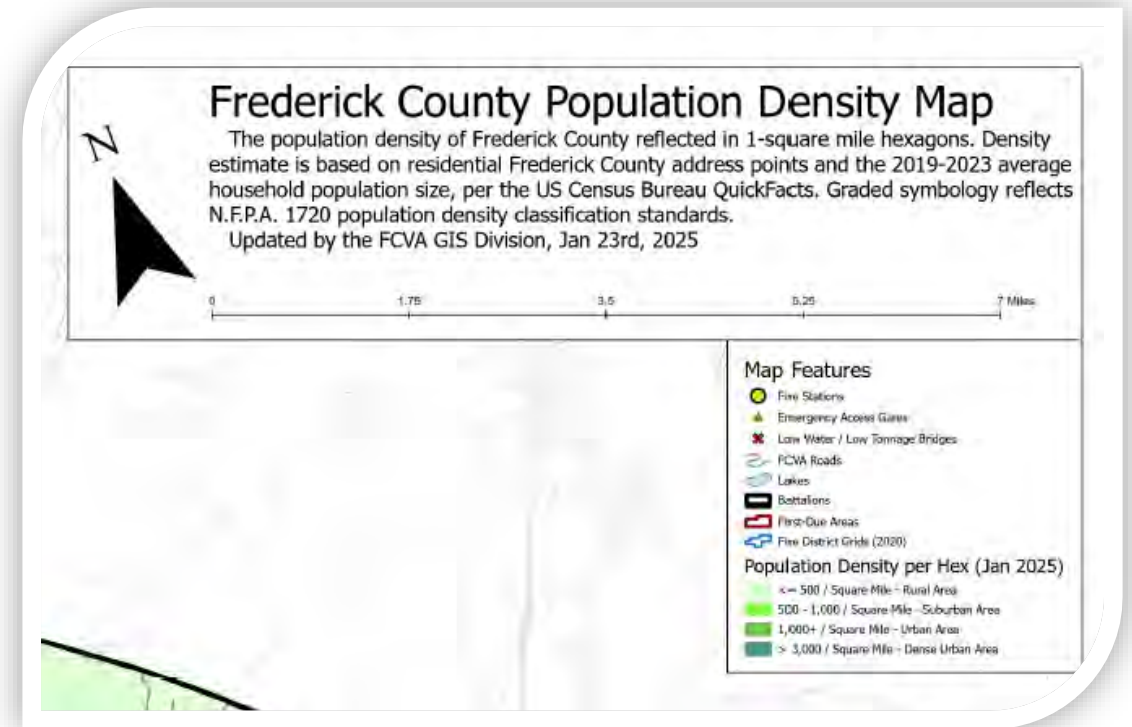 Frederick County Population Density Map
N
The population density of Frederick County reflected in 1-square mile hexagons. Density
estimate is based on residential Frederick County address points and the 2019-2023 average
household population size, per the US Census Bureau QuickFacts. Graded symbology reflects
N.F.P.A. 1720 population density classification standards.
Updated by the FCVA GIS Division, Jan 23rd, 2025
0 1.75 3.5 5.25 7 Miles
Map Features
Fire Stations
Emergency Access Gates
Low Water / Low Tonnage Bridges
FCVA Roads
Lakes
Battalions
First-Due Areas
Fire District Grids (2020)
Population Density per Hex (Jan 2025)
<= 500 / Square Mile - Rural Area
500 - 1,000 / Square Mile - Suburban Area
1,000+ / Square Mile - Urban Area
> 3,000 / Square Mile - Dense Urban Area